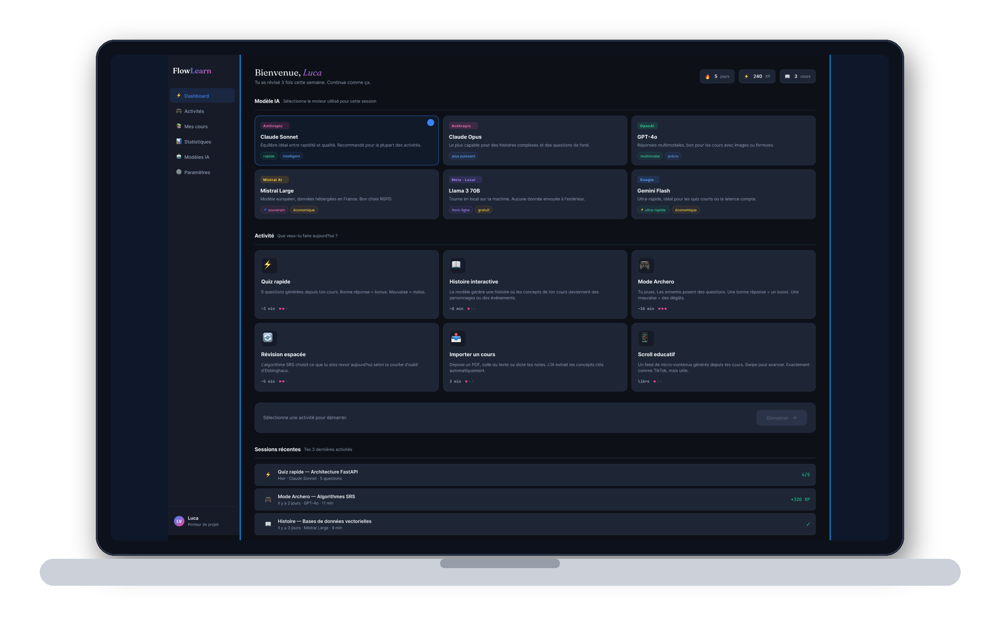 FlowLearn
⚡ Dashboard
🎮 Activités
📚 Mes cours
📊 Statistiques
🤖 Modèles IA
⚙️ Paramètres
LV
Luca
Porteur de projet
Bienvenue, Luca
Tu as révisé 3 fois cette semaine. Continue comme ça.
🔥 5 jours
⚡ 240 XP
📖 3 cours
Modèle IA Sélectionne le moteur utilisé pour cette session
Anthropic
Claude Sonnet
Équilibre idéal entre rapidité et qualité. Recommandé pour la plupart des activités.
rapide intelligent
Anthropic
Claude Opus
Le plus capable pour des histoires complexes et des questions de fond.
plus puissant
OpenAI
GPT-4o
Réponses multimodales, bon pour les cours avec images ou formules.
multimodal précis
Mistral AI
Mistral Large
Modèle européen, données hébergées en France. Bon choix RGPD.
souverain économique
Meta · Local
Llama 3 70B
Tourne en local sur ta machine. Aucune donnée envoyée à l'extérieur.
hors-ligne gratuit
Google
Gemini Flash
Ultra-rapide, idéal pour les quiz courts où la latence compte.
⚡ ultra-rapide économique
Activité Que veux-tu faire aujourd'hui ?
Quiz rapide
5 questions générées depuis ton cours. Bonne réponse = bonus. Mauvaise = malus.
~3 min
Histoire interactive
Le modèle génère une histoire où les concepts de ton cours deviennent des
personnages ou des événements.
~8 min
Mode Archero
Tu joues. Les ennemis posent des questions. Une bonne réponse = un boost. Une
mauvaise = des dégâts.
~10 min
Révision espacée
L'algorithme SRS choisit ce que tu dois revoir aujourd'hui selon la courbe d'oubli
d'Ebbinghaus.
~5 min
Importer un cours
Dépose un PDF, colle du texte ou dicte tes notes. L'IA extrait les concepts clés
automatiquement.
2 min
Scroll educatif
Un feed de micro-contenus générés depuis tes cours. Swipe pour avancer. Exactement
comme TikTok, mais utile.
libre
Sélectionne une activité pour démarrer.
Démarrer →
Sessions récentes Tes 3 dernières activités
Quiz rapide — Architecture FastAPI
Hier · Claude Sonnet · 5 questions
4/5
Mode Archero — Algorithmes SRS
Il y a 2 jours · GPT-4o · 11 min
+320 XP
Histoire — Bases de données vectorielles
Il y a 3 jours · Mistral Large · 9 min
✓